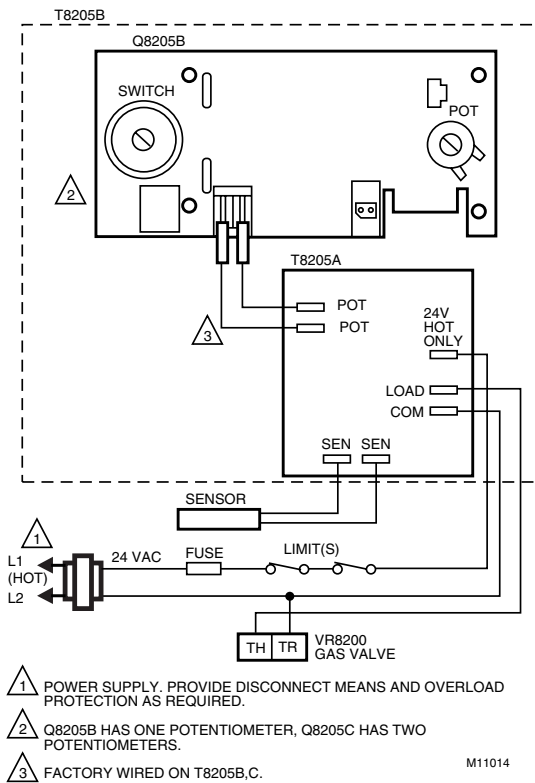 T8205B
Q8205B
SWITCH
POT
2
T8205A
POT
POT
3
24V
HOT
ONLY
LOAD
COM
SEN SEN
SENSOR
1
L1
(HOT)
L2
24 VAC
FUSE
LIMIT(S)
TH TR
VR8200
GAS VALVE
1 POWER SUPPLY. PROVIDE DISCONNECT MEANS AND OVERLOAD
PROTECTION AS REQUIRED.
2 Q8205B HAS ONE POTENTIOMETER, Q8205C HAS TWO
POTENTIOMETERS.
3 FACTORY WIRED ON T8205B,C.
M11014